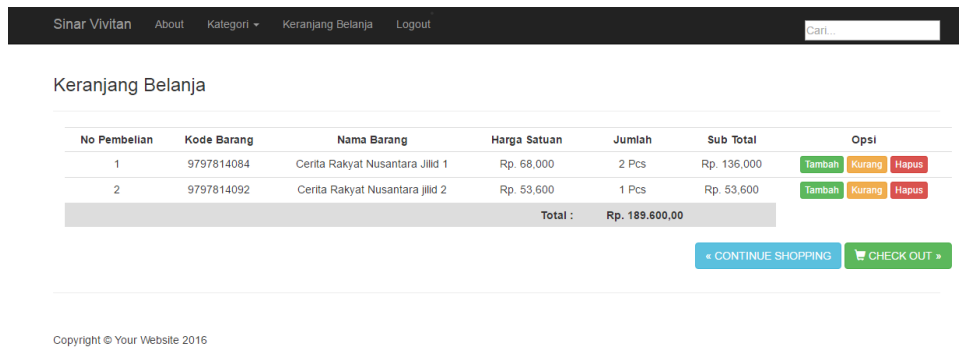 Sinar Vivitan About Kategori Keranjang Belanja Logout Cari...
Keranjang Belanja
No Pembelian Kode Barang Nama Barang Harga Satuan Jumlah Sub Total Opsi
1 9797814084 Cerita Rakyat Nusantara Jilid 1 Rp. 68,000 2 Pcs Rp. 136,000 Tambah Kurang Hapus
2 9797814092 Cerita Rakyat Nusantara jilid 2 Rp. 53,600 1 Pcs Rp. 53,600 Tambah Kurang Hapus
Total : Rp. 189.600,00
« CONTINUE SHOPPING CHECK OUT »
Copyright © Your Website 2016